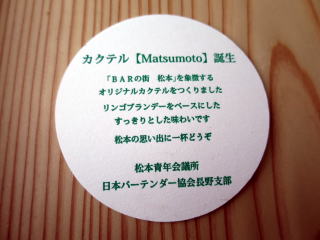 カクテル【Matsumoto】誕生
「BARの街　松本」を象徴する
オリジナルカクテルをつくりました
リンゴブランデーをベースにした
すっきりとした味わいです
松本の思い出に一杯どうぞ
松本青年会議所
日本バーテンダー協会長野支部